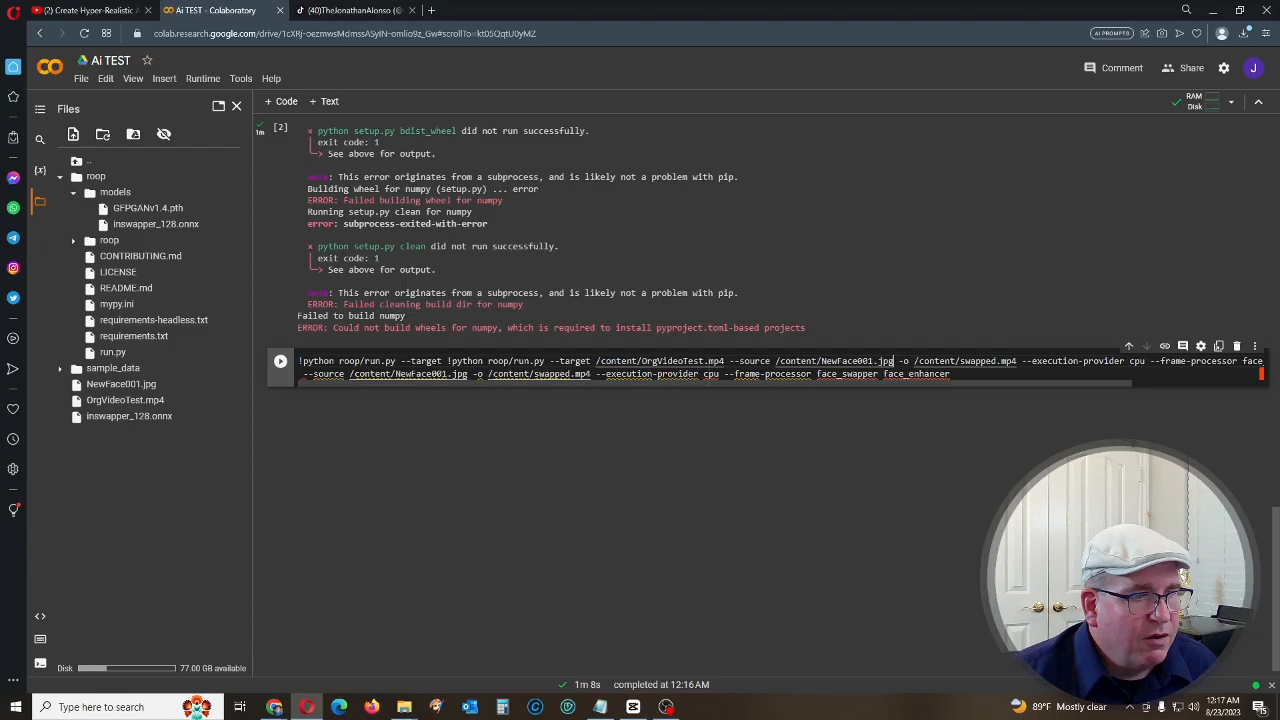 (2) Create Hyper-Realistic A
Ai TEST - Colaboratory
(40)TheJonathanAlonso (@
colab.research.google.com/drive/1cXRj-oezmwsMdmssASyIN-omlio9z_Gw#scrollTo=kt05QqtU0yMZ
AI PROMPTS
Ai TEST
Comment
Share
J
File Edit View Insert Runtime Tools Help
Files
+ Code + Text
RAM
Disk
..
roop
models
GFPGANv1.4.pth
inswapper_128.onnx
roop
CONTRIBUTING.md
LICENSE
README.md
mypy.ini
requirements-headless.txt
requirements.txt
run.py
sample_data
NewFace001.jpg
OrgVideoTest.mp4
inswapper_128.onnx
Disk 77.00 GB available
[2]
1m
× python setup.py bdist_wheel did not run successfully.
│ exit code: 1
╰─> See above for output.
note: This error originates from a subprocess, and is likely not a problem with pip.
Building wheel for numpy (setup.py) ... error
ERROR: Failed building wheel for numpy
Running setup.py clean for numpy
error: subprocess-exited-with-error
× python setup.py clean did not run successfully.
│ exit code: 1
╰─> See above for output.
note: This error originates from a subprocess, and is likely not a problem with pip.
ERROR: Failed cleaning build dir for numpy
Failed to build numpy
ERROR: Could not build wheels for numpy, which is required to install pyproject.toml-based projects
!python roop/run.py --target !python roop/run.py --target /content/OrgVideoTest.mp4 --source /content/NewFace001.jpg -o /content/swapped.mp4 --execution-provider cpu --frame-processor face
--source /content/NewFace001.jpg -o /content/swapped.mp4 --execution-provider cpu --frame-processor face_swapper face_enhancer
1m 8s completed at 12:16AM
Type here to search
89°F Mostly clear
12:17 AM
8/23/2023